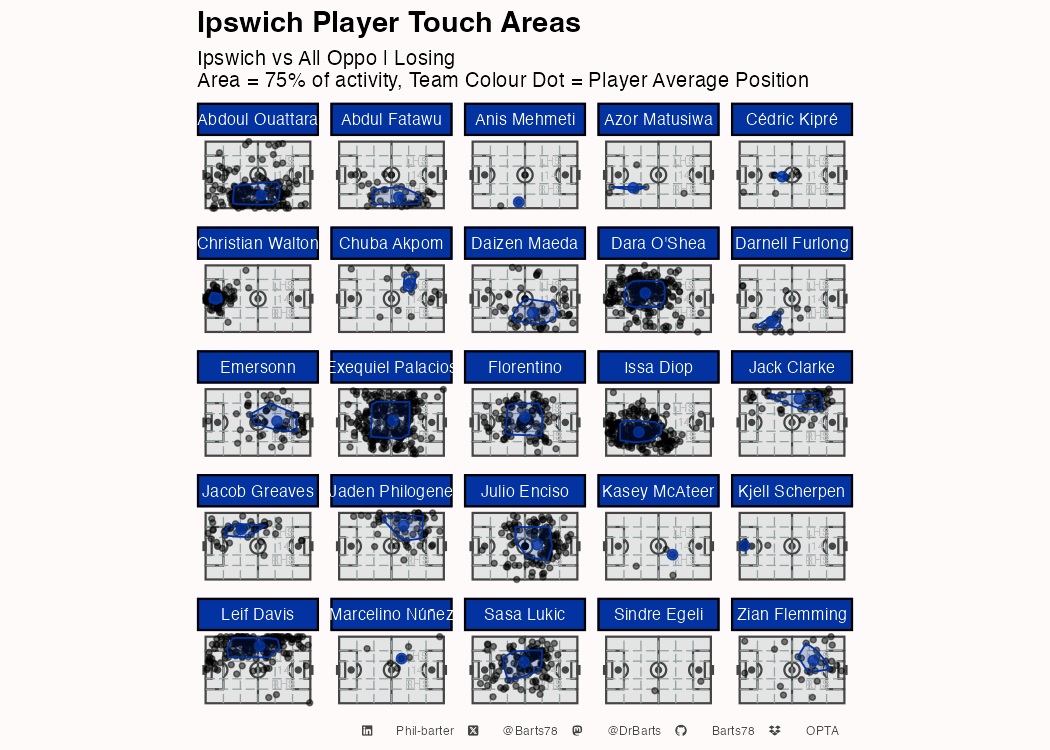 Ipswich Player Touch Areas
Ipswich vs All Oppo | Losing
Area = 75% of activity, Team Colour Dot = Player Average Position
Abdoul Ouattara Abdul Fatawu Anis Mehmeti Azor Matusiwa Cédric Kipré
Christian Walton Chuba Akpom Daizen Maeda Dara O'Shea Darnell Furlong
Emersonn Exequiel Palacios Florentino Issa Diop Jack Clarke
Jacob Greaves Jaden Philogene Julio Enciso Kasey McAteer Kjell Scherpen
Leif Davis Marcelino Núñez Sasa Lukic Sindre Egeli Zian Flemming
Phil-barter @Barts78 @DrBarts Barts78 OPTA